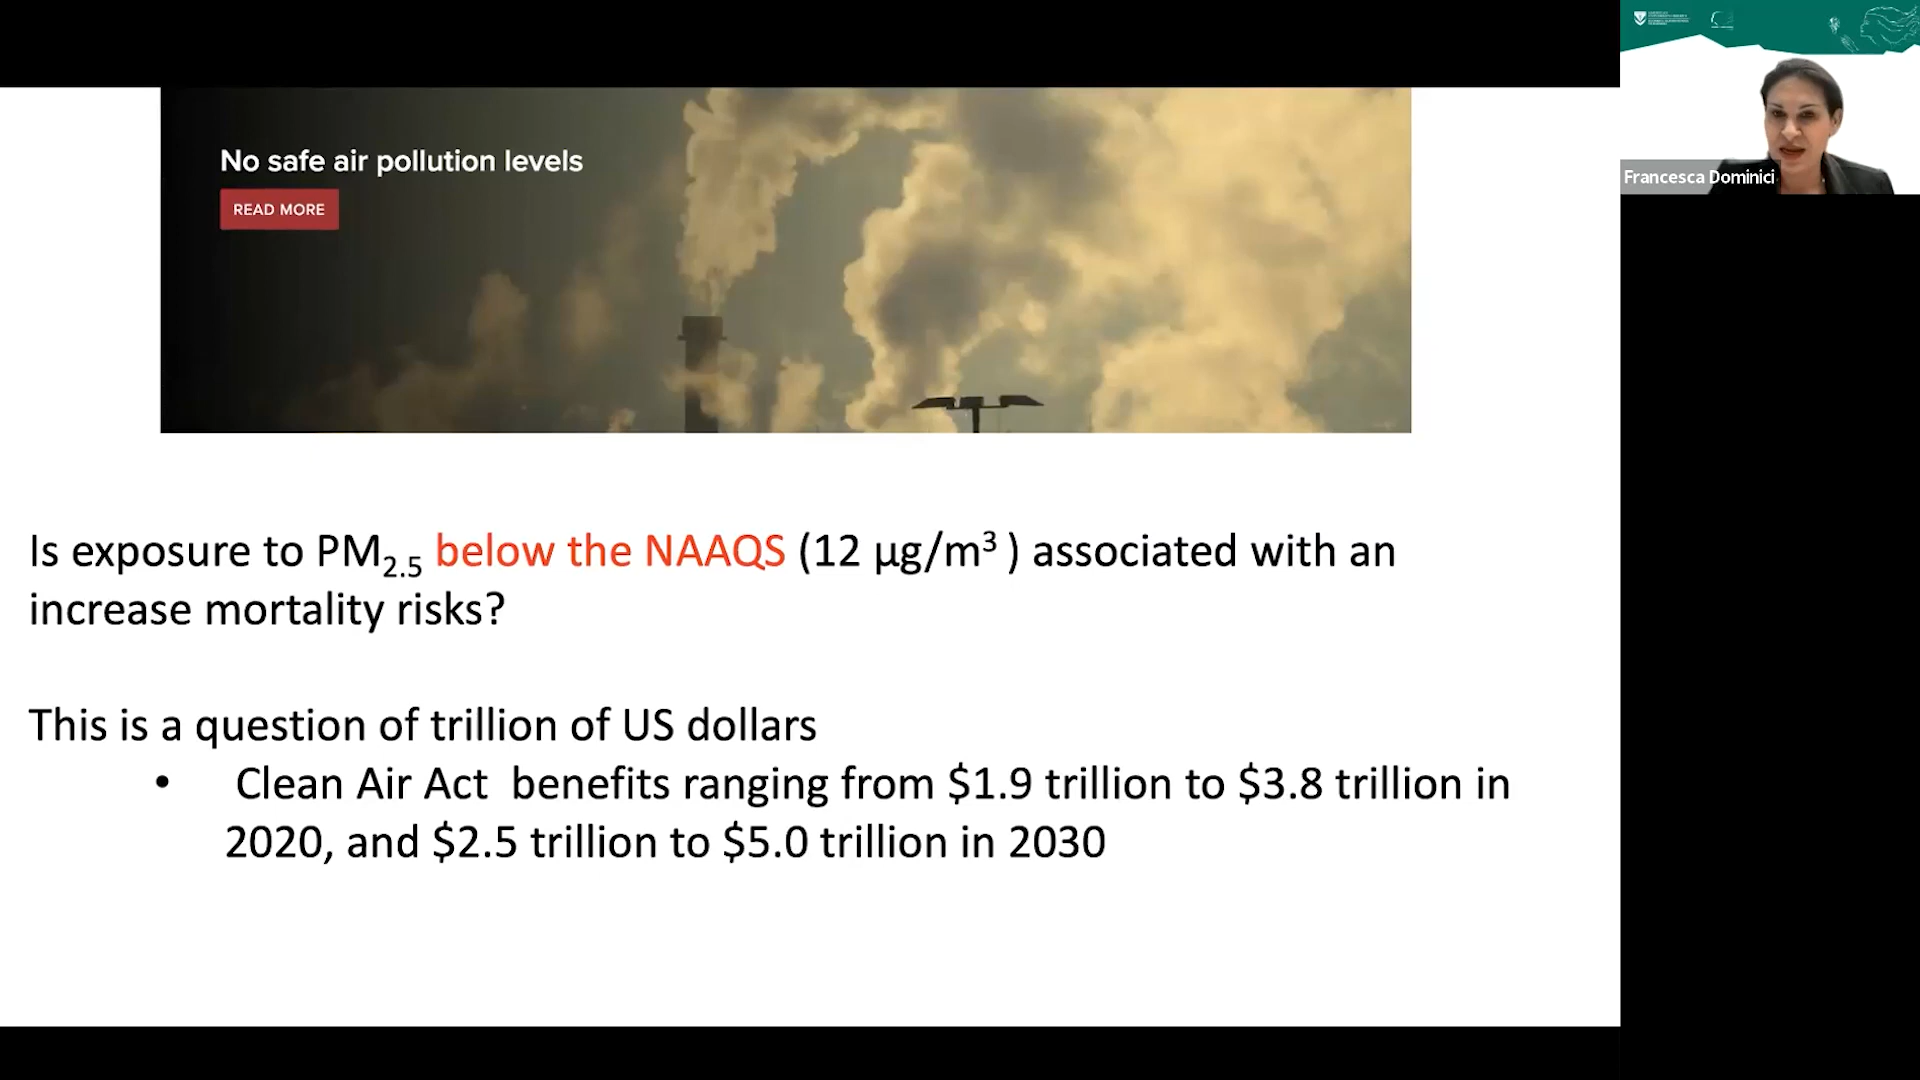 No safe air pollution levels
READ MORE
Francesca Dominici
Is exposure to PM2.5 below the NAAQS (12 µg/m³ ) associated with an
increase mortality risks?
This is a question of trillion of US dollars
• Clean Air Act benefits ranging from $1.9 trillion to $3.8 trillion in
2020, and $2.5 trillion to $5.0 trillion in 2030